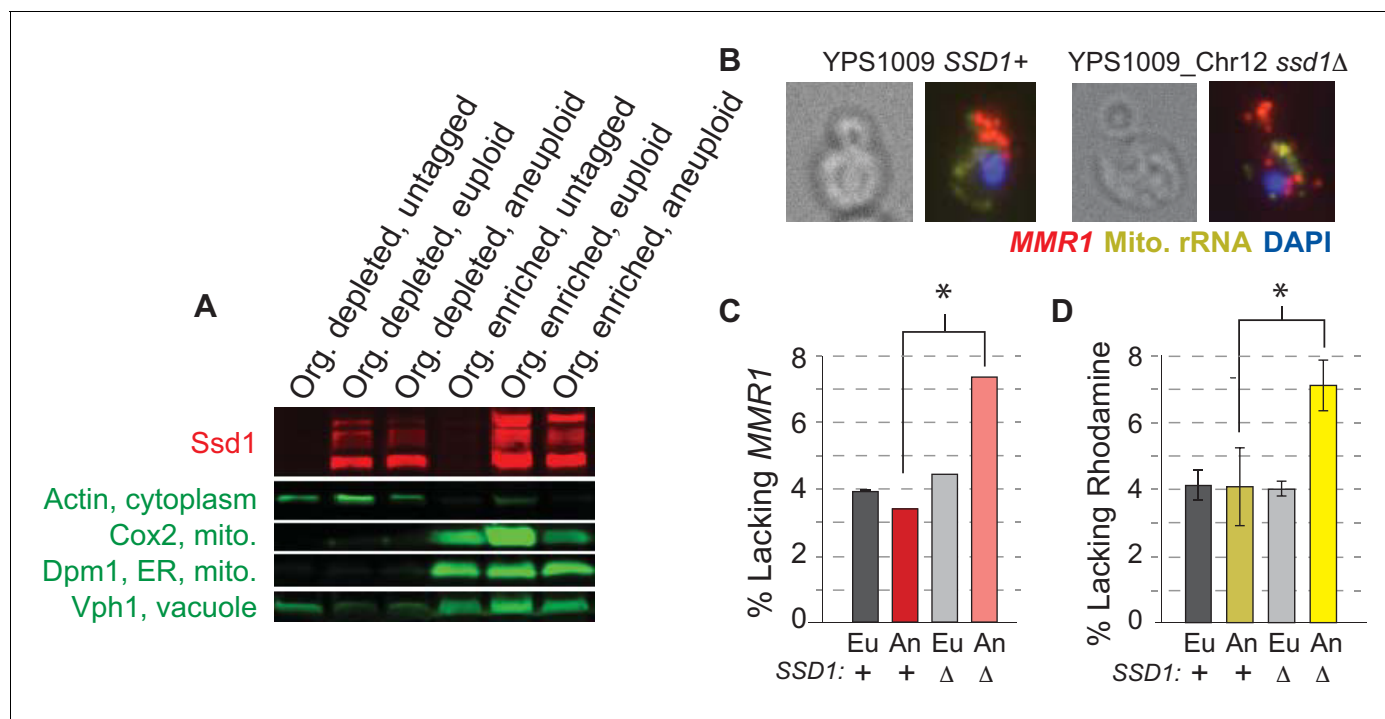 A
Org. depleted, untagged
Org. depleted, euploid
Org. depleted, aneuploid
Org. enriched, untagged
Org. enriched, euploid
Org. enriched, aneuploid
Ssd1
Actin, cytoplasm
Cox2, mito.
Dpm1, ER, mito.
Vph1, vacuole
B
YPS1009 SSD1+
YPS1009_Chr12 ssd1Δ
MMR1 Mito. rRNA DAPI
C
% Lacking MMR1
8
6
4
2
0
*
Eu An Eu An
SSD1: + + Δ Δ
D
% Lacking Rhodamine
8
6
4
2
0
*
Eu An Eu An
SSD1: + + Δ Δ